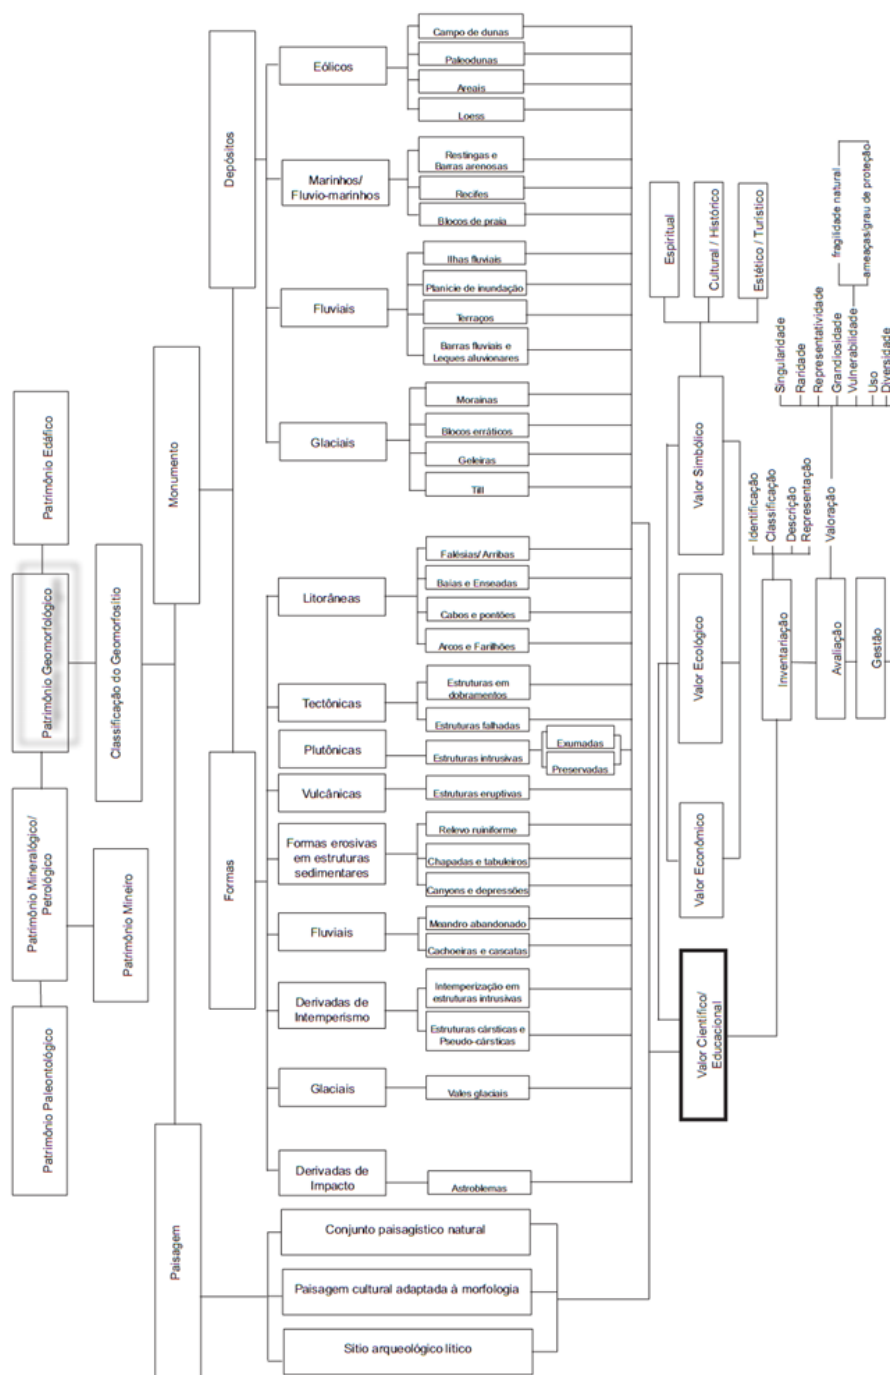 Patrimônio Edáfico
Patrimônio Geomorfológico
Patrimônio Mineralógico/
Petrológico
Patrimônio Paleontológico
Patrimônio Mineiro
Classificação do Geomorfosítio
Monumento
Paisagem
Depósitos
Formas
Eólicos
Campo de dunas
Paleodunas
Areais
Loess
Marinhos/
Fluvio-marinhos
Restingas e
Barras arenosas
Recifes
Blocos de praia
Fluviais
Ilhas fluviais
Planície de inundação
Terraços
Barras fluviais e
Leques aluvionares
Glaciais
Morainas
Blocos erráticos
Geleiras
Till
Litorâneas
Falésias/ Arribas
Baías e Enseadas
Cabos e pontões
Arcos e Farilhões
Tectônicas
Estruturas em
dobramentos
Estruturas falhadas
Plutônicas
Estruturas intrusivas
Exumadas
Preservadas
Vulcânicas
Estruturas eruptivas
Formas erosivas
em estruturas
sedimentares
Relevo ruiniforme
Chapadas e tabuleiros
Canyons e depressões
Fluviais
Meandro abandonado
Cachoeiras e cascatas
Derivadas de
Intemperismo
Intemperização em
estruturas intrusivas
Estruturas cársticas e
Pseudo-cársticas
Glaciais
Vales glaciais
Derivadas de
Impacto
Astroblemas
Conjunto paisagístico natural
Paisagem cultural adaptada à morfologia
Sítio arqueológico lítico
Espiritual
Cultural / Histórico
Estético / Turístico
Valor Simbólico
Valor Ecológico
Valor Econômico
Valor Científico/
Educacional
Inventariação
Identificação
Classificação
Descrição
Representação
Avaliação
Valoração
Singularidade
Raridade
Representatividade
Grandiosidade
Vulnerabilidade
Uso
Diversidade
fragilidade natural
ameaças/grau de proteção
Gestão